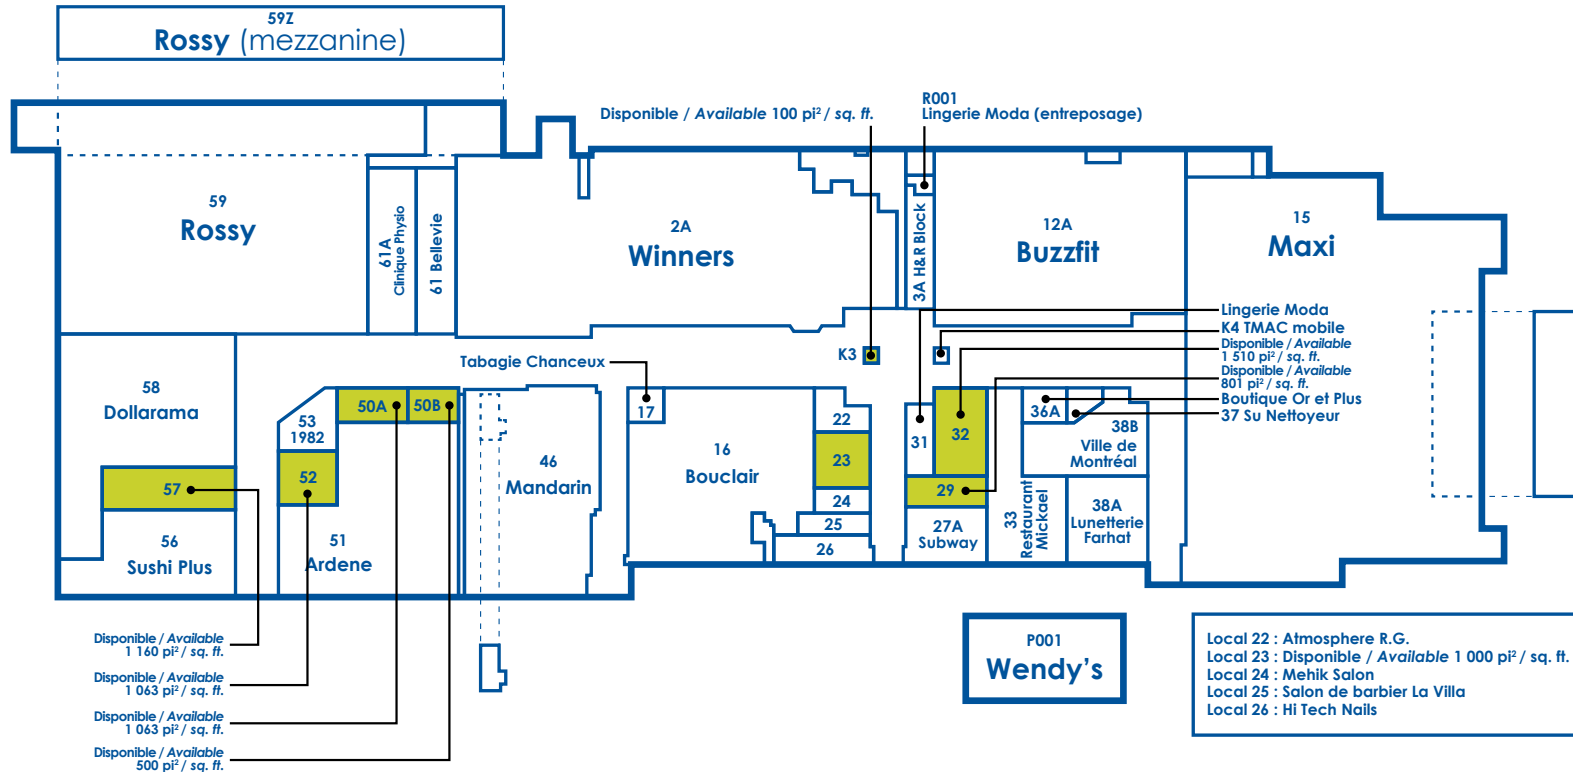 59Z
Rossy (mezzanine)
Disponible / Available 100 pi² / sq. ft.
R001
Lingerie Moda (entreposage)
59
Rossy
61A
Clinique Physio
61 Bellevie
2A
Winners
3A H&R Block
12A
Buzzfit
15
Maxi
Lingerie Moda
K4 TMAC mobile
Disponible / Available
1 510 pi² / sq. ft.
Disponible / Available
801 pi² / sq. ft.
Boutique Or et Plus
37 Su Nettoyeur
K3
Tabagie Chanceux
58
Dollarama
53
1982
50A
50B
52
57
56
Sushi Plus
51
Ardene
46
Mandarin
17
16
Bouclair
22
23
24
25
26
31
32
29
27A
Subway
36A
38B
Ville de
Montréal
33
Restaurant
Mickael
38A
Lunetterie
Farhat
Disponible / Available
1 160 pi² / sq. ft.
Disponible / Available
1 063 pi² / sq. ft.
Disponible / Available
1 063 pi² / sq. ft.
Disponible / Available
500 pi² / sq. ft.
P001
Wendy's
Local 22 : Atmosphere R.G.
Local 23 : Disponible / Available 1 000 pi² / sq. ft.
Local 24 : Mehik Salon
Local 25 : Salon de barbier La Villa
Local 26 : Hi Tech Nails